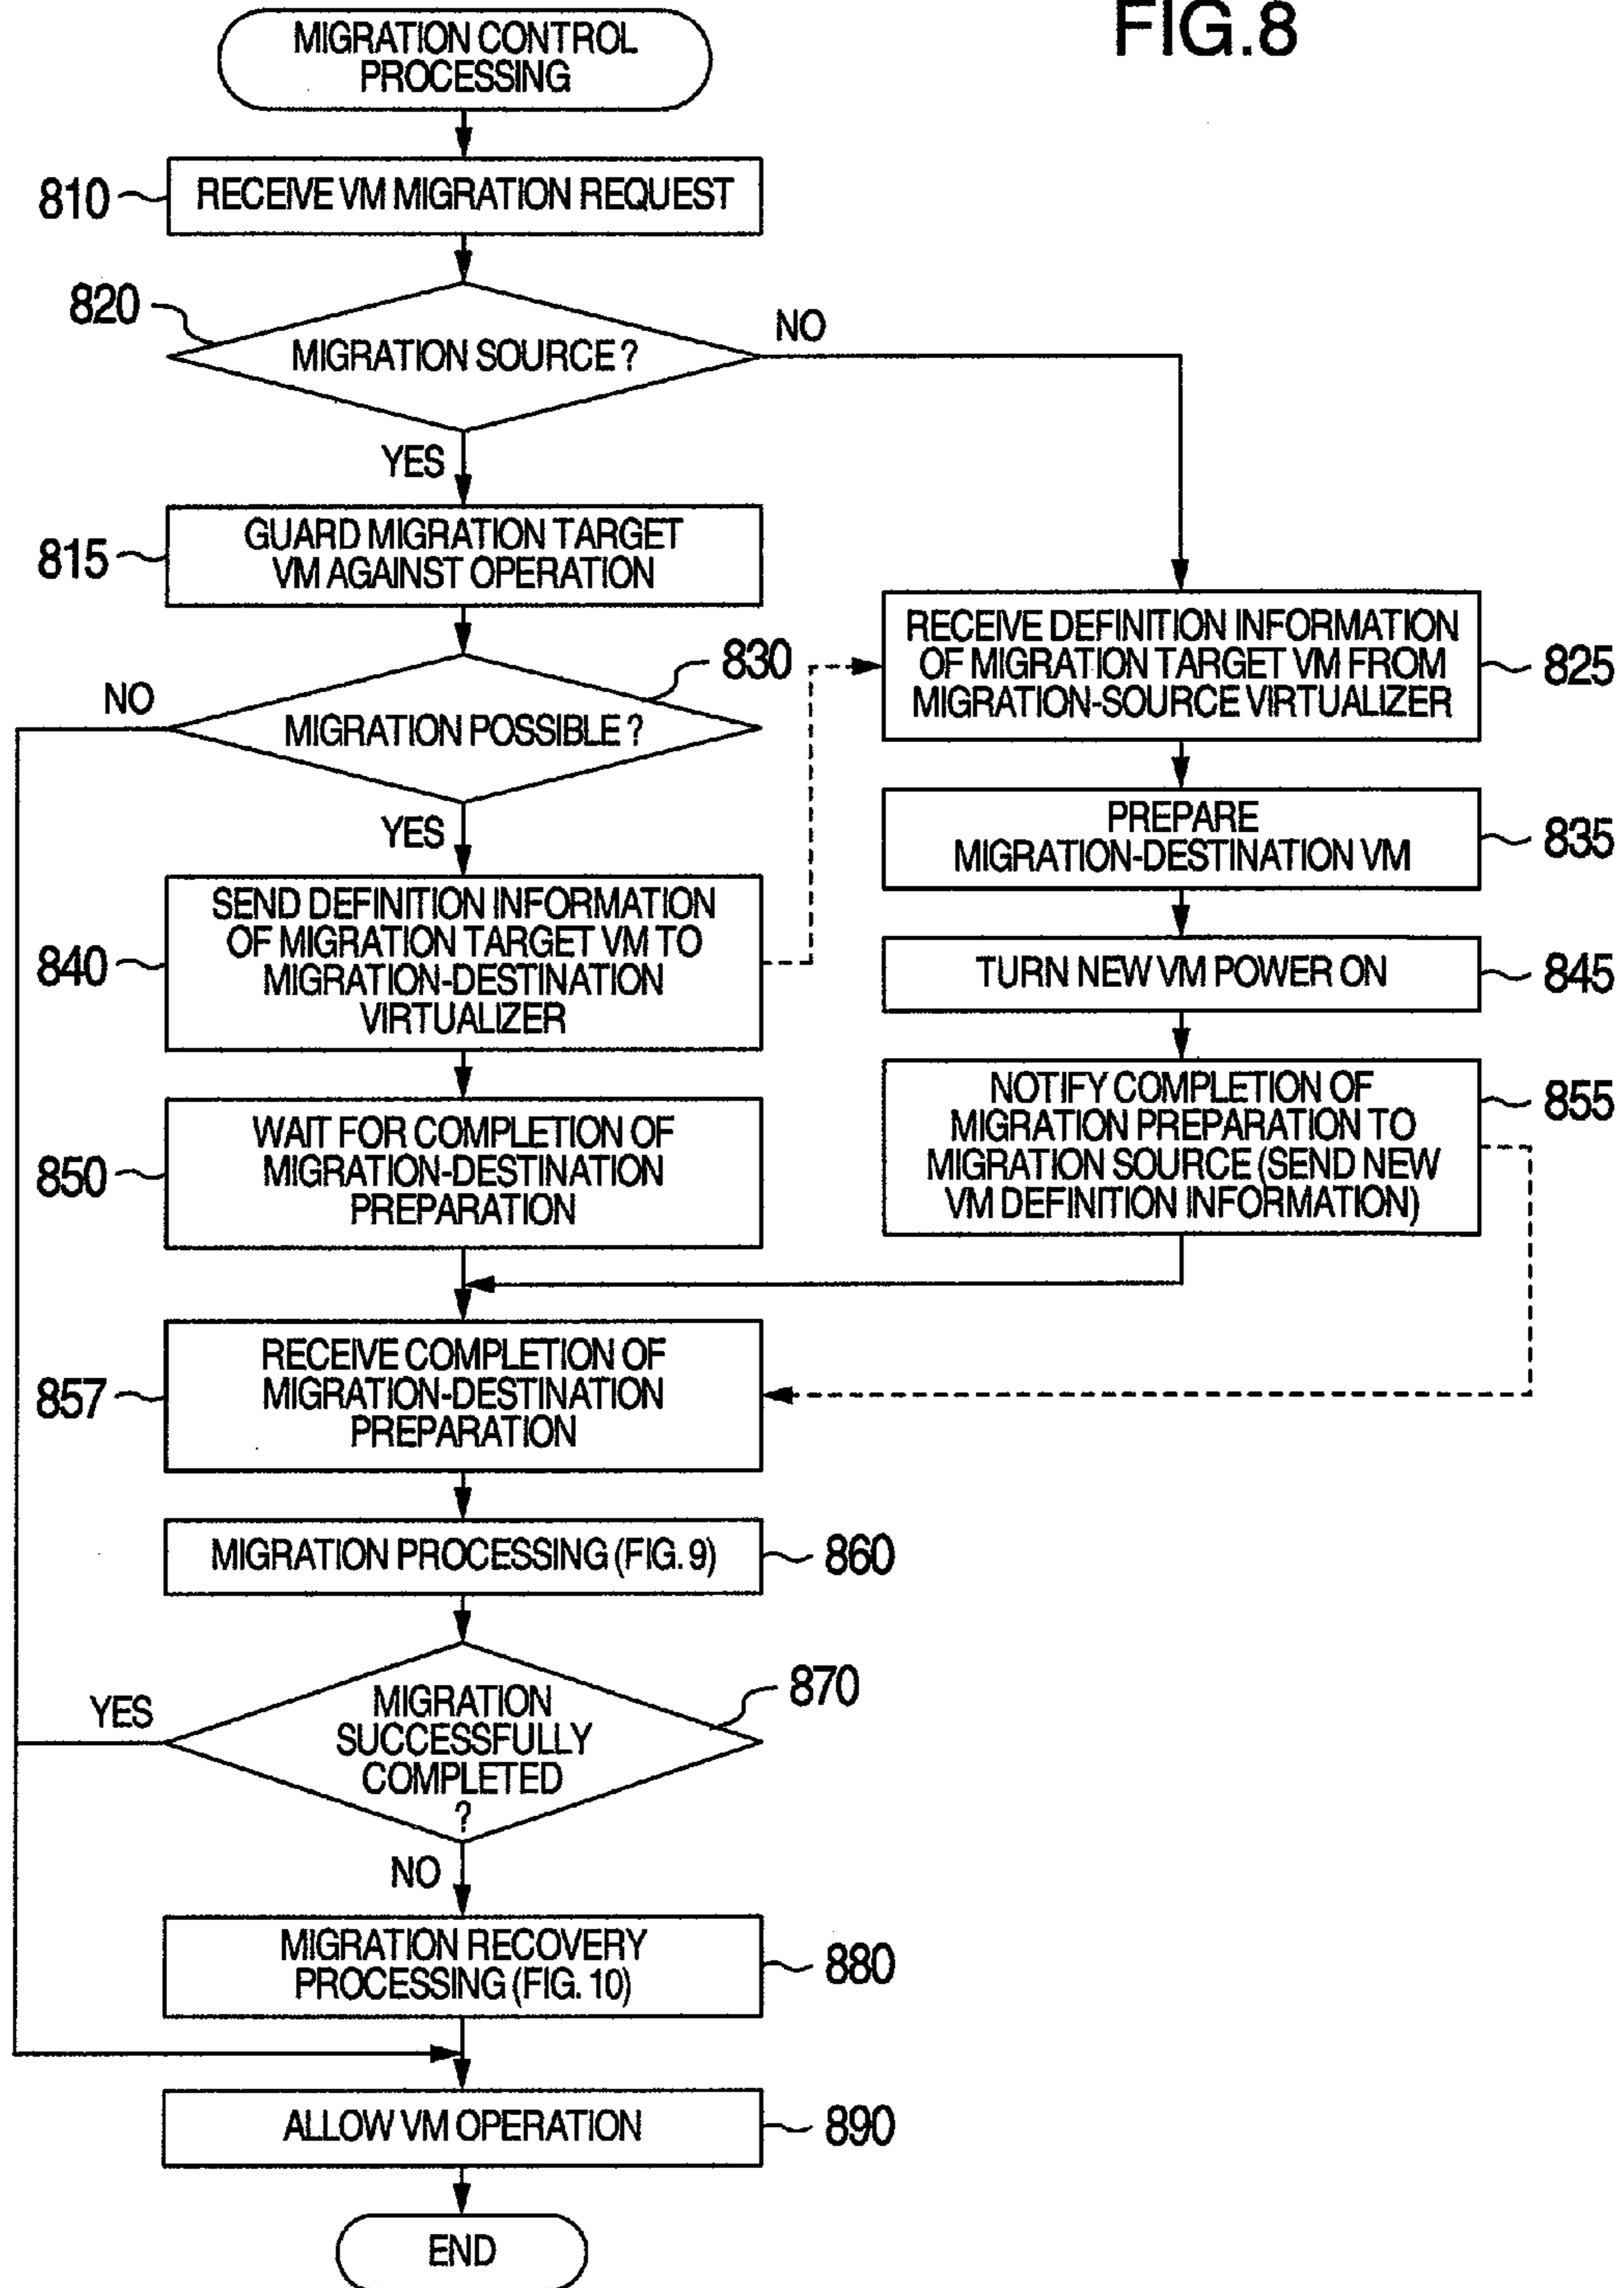 FIG.8
MIGRATION CONTROL
PROCESSING
810
RECEIVE VM MIGRATION REQUEST
820
MIGRATION SOURCE ?
NO
YES
815
GUARD MIGRATION TARGET
VM AGAINST OPERATION
830
NO
MIGRATION POSSIBLE ?
YES
840
SEND DEFINITION INFORMATION
OF MIGRATION TARGET VM TO
MIGRATION-DESTINATION
VIRTUALIZER
850
WAIT FOR COMPLETION OF
MIGRATION-DESTINATION
PREPARATION
RECEIVE DEFINITION INFORMATION
OF MIGRATION TARGET VM FROM
MIGRATION-SOURCE VIRTUALIZER
825
PREPARE
MIGRATION-DESTINATION VM
835
TURN NEW VM POWER ON
845
NOTIFY COMPLETION OF
MIGRATION PREPARATION TO
MIGRATION SOURCE (SEND NEW
VM DEFINITION INFORMATION)
855
857
RECEIVE COMPLETION OF
MIGRATION-DESTINATION
PREPARATION
MIGRATION PROCESSING (FIG. 9)
860
YES
MIGRATION
SUCCESSFULLY
COMPLETED
?
870
NO
MIGRATION RECOVERY
PROCESSING (FIG. 10)
880
ALLOW VM OPERATION
890
END